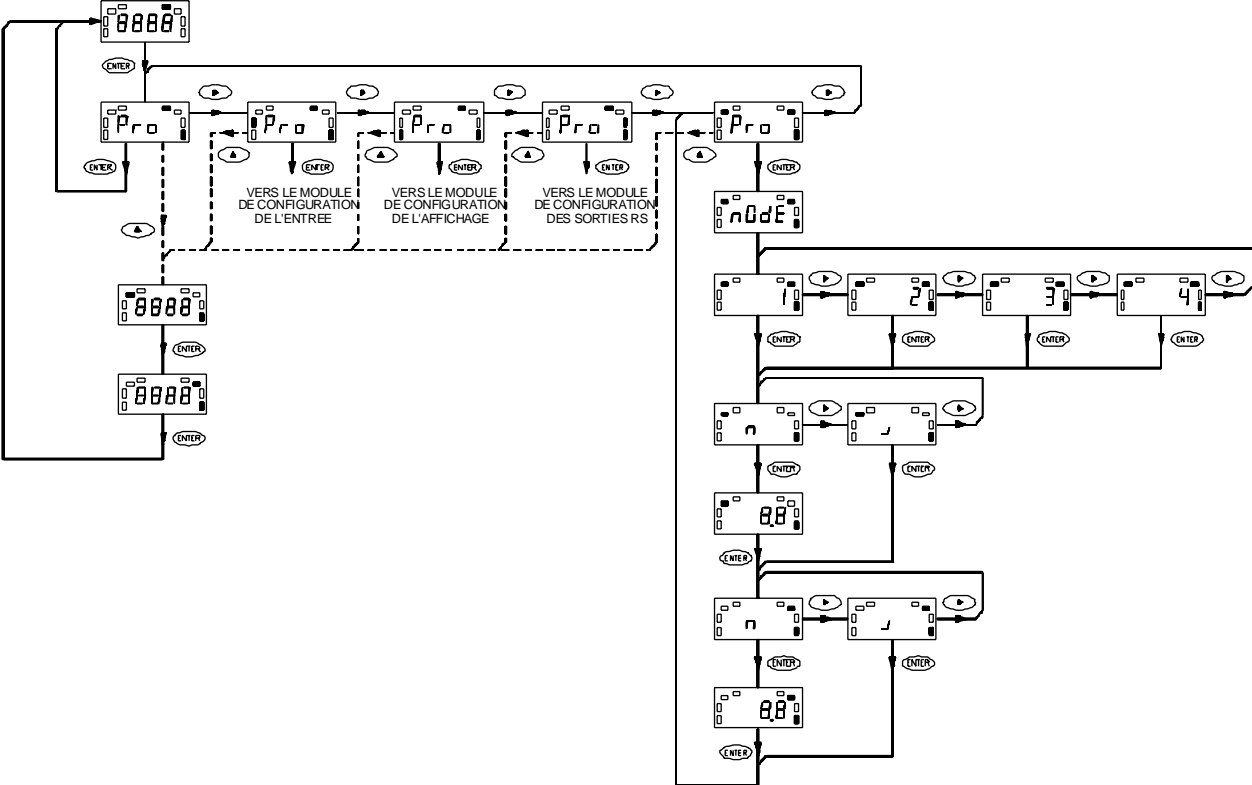 8888
ENTER
Pro
Pro
Pro
Pro
Pro
ENTER
ENTER
ENTER
ENTER
ENTER
VERS LE MODULE
DE CONFIGURATION
DE L'ENTREE
VERS LE MODULE
DE CONFIGURATION
DE L'AFFICHAGE
VERS LE MODULE
DE CONFIGURATION
DES SORTIES RS
n0dE
8888
1
2
3
4
ENTER
ENTER
ENTER
ENTER
ENTER
8888
ENTER
n
ENTER
ENTER
8.8
ENTER
n
ENTER
ENTER
8.8
ENTER